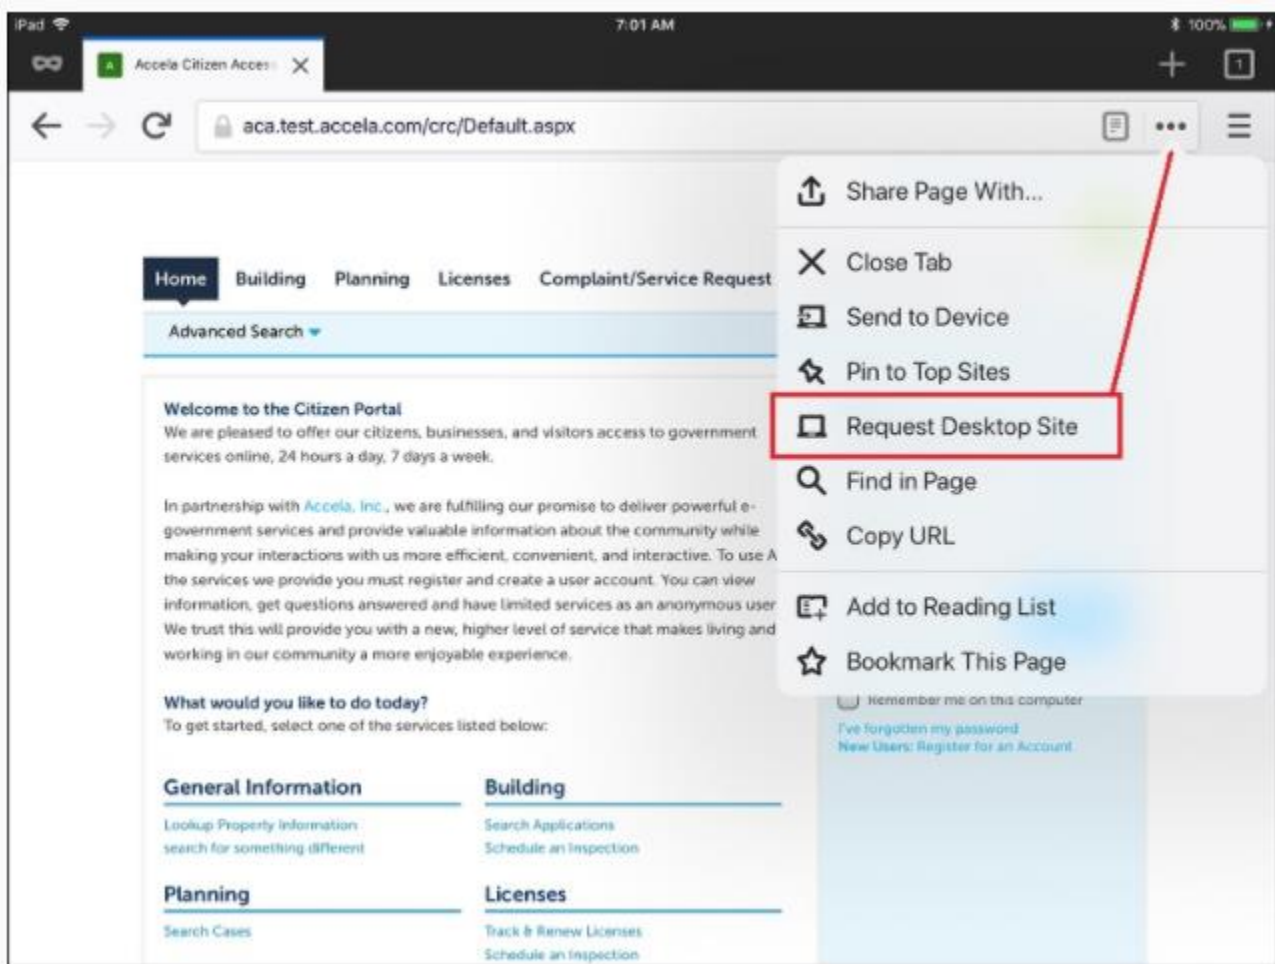 iPad 7:01 AM 100%
Accela Citizen Acces
1
aca.test.accela.com/crc/Default.aspx
Share Page With...
Close Tab
Send to Device
Pin to Top Sites
Request Desktop Site
Find in Page
Copy URL
Add to Reading List
Bookmark This Page
Home Building Planning Licenses Complaint/Service Request
Advanced Search
Welcome to the Citizen Portal
We are pleased to offer our citizens, businesses, and visitors access to government
services online, 24 hours a day, 7 days a week.
In partnership with Accela, Inc., we are fulfilling our promise to deliver powerful e-
government services and provide valuable information about the community while
making your interactions with us more efficient, convenient, and interactive. To use A
the services we provide you must register and create a user account. You can view
information, get questions answered and have limited services as an anonymous user
We trust this will provide you with a new, higher level of service that makes living and
working in our community a more enjoyable experience.
What would you like to do today?
To get started, select one of the services listed below:
Remember me on this computer
I've forgotten my password
New Users: Register for an Account
General Information
Lookup Property Information
search for something different
Building
Search Applications
Schedule an Inspection
Planning
Search Cases
Licenses
Track & Renew Licenses
Schedule an Inspection